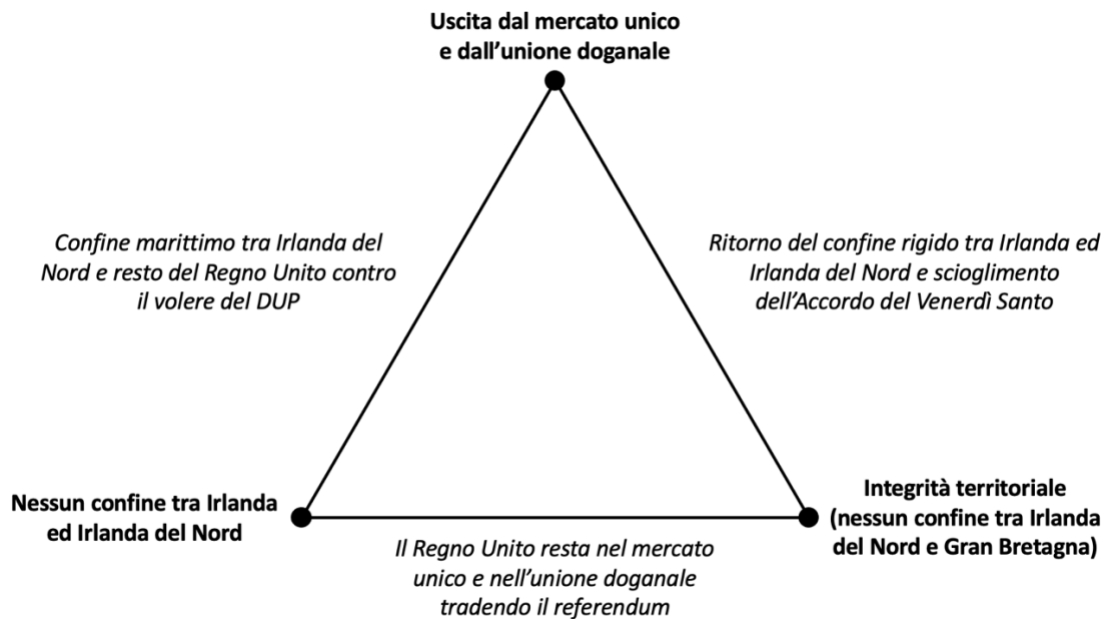 Uscita dal mercato unico
e dall’unione doganale
Confine marittimo tra Irlanda del
Nord e resto del Regno Unito contro
il volere del DUP
Ritorno del confine rigido tra Irlanda ed
Irlanda del Nord e scioglimento
dell’Accordo del Venerdì Santo
Nessun confine tra Irlanda
ed Irlanda del Nord
Integrità territoriale
(nessun confine tra Irlanda
del Nord e Gran Bretagna)
Il Regno Unito resta nel mercato
unico e nell’unione doganale
tradendo il referendum